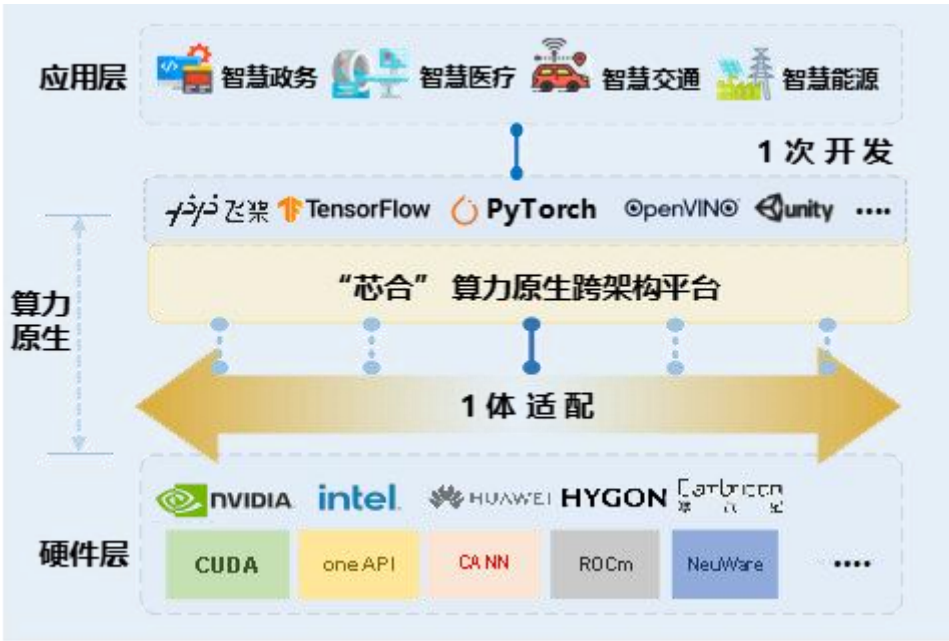 应用层
智慧政务 智慧医疗 智慧交通 智慧能源
1 次 开 发
飞桨 TensorFlow PyTorch OpenVINO unity ....
算力
原生
“芯合” 算力原生跨架构平台
1 体 适 配
硬件层
NVIDIA intel HUAWEI HYGON Cambricon
CUDA oneAPI CANN ROCm NeuWare ....